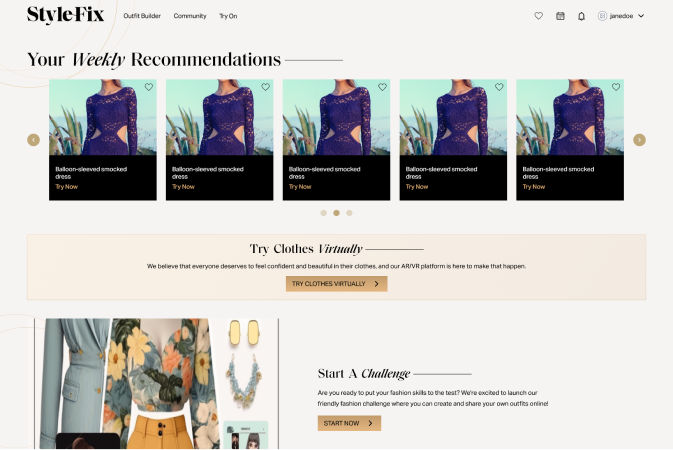 Style Fix
Outfit Builder Community Try On janedoe
Your Weekly Recommendations
Balloon-sleeved smocked
dress
Try Now
Balloon-sleeved smocked
dress
Try Now
Balloon-sleeved smocked
dress
Try Now
Balloon-sleeved smocked
dress
Try Now
Balloon-sleeved smocked
dress
Try Now
Try Clothes Virtually
We believe that everyone deserves to feel confident and beautiful in their clothes, and our AR/VR platform is here to make that happen.
TRY CLOTHES VIRTUALLY
Start A Challenge
Are you ready to put your fashion skills to the test? We're excited to launch our
friendly fashion challenge where you can create and share your own outfits online!
START NOW